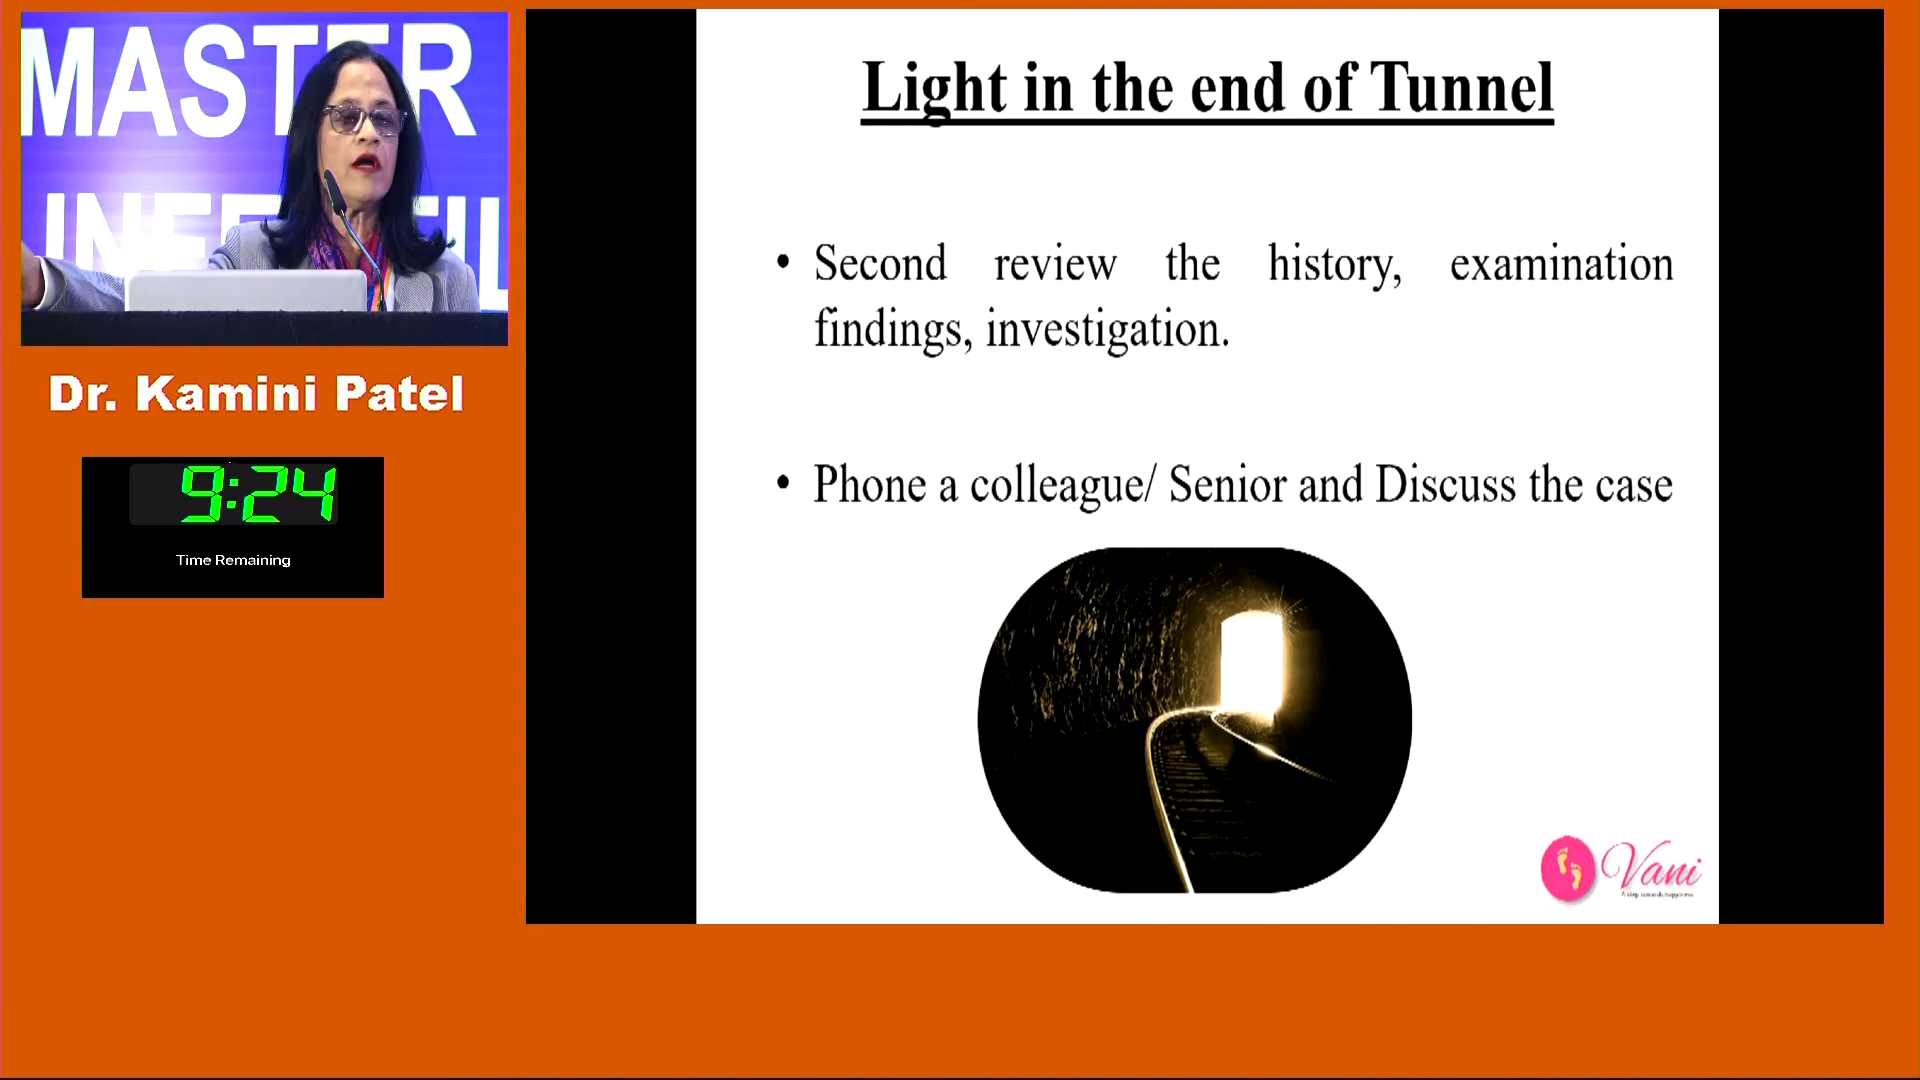 MASTER
Dr. Kamini Patel
9:24
Time Remaining
Light in the end of Tunnel
• Second review the history, examination
findings, investigation.
• Phone a colleague/ Senior and Discuss the case
Vani